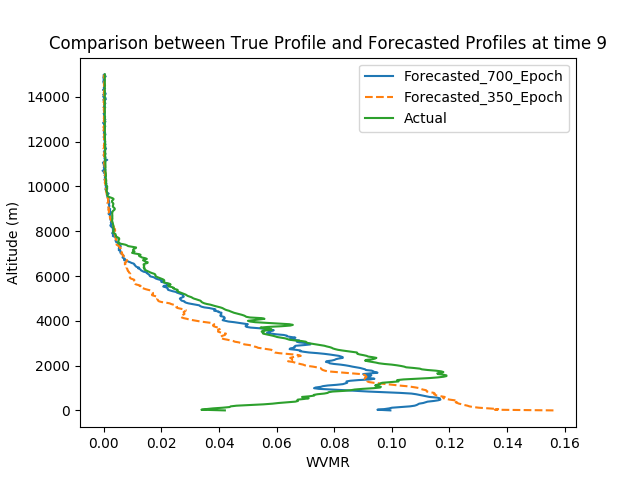 Comparison between True Profile and Forecasted Profiles at time 9
Forecasted_700_Epoch
Forecasted_350_Epoch
Actual
14000
12000
10000
8000
6000
4000
2000
0
Altitude (m)
0.00 0.02 0.04 0.06 0.08 0.10 0.12 0.14 0.16
WVMR